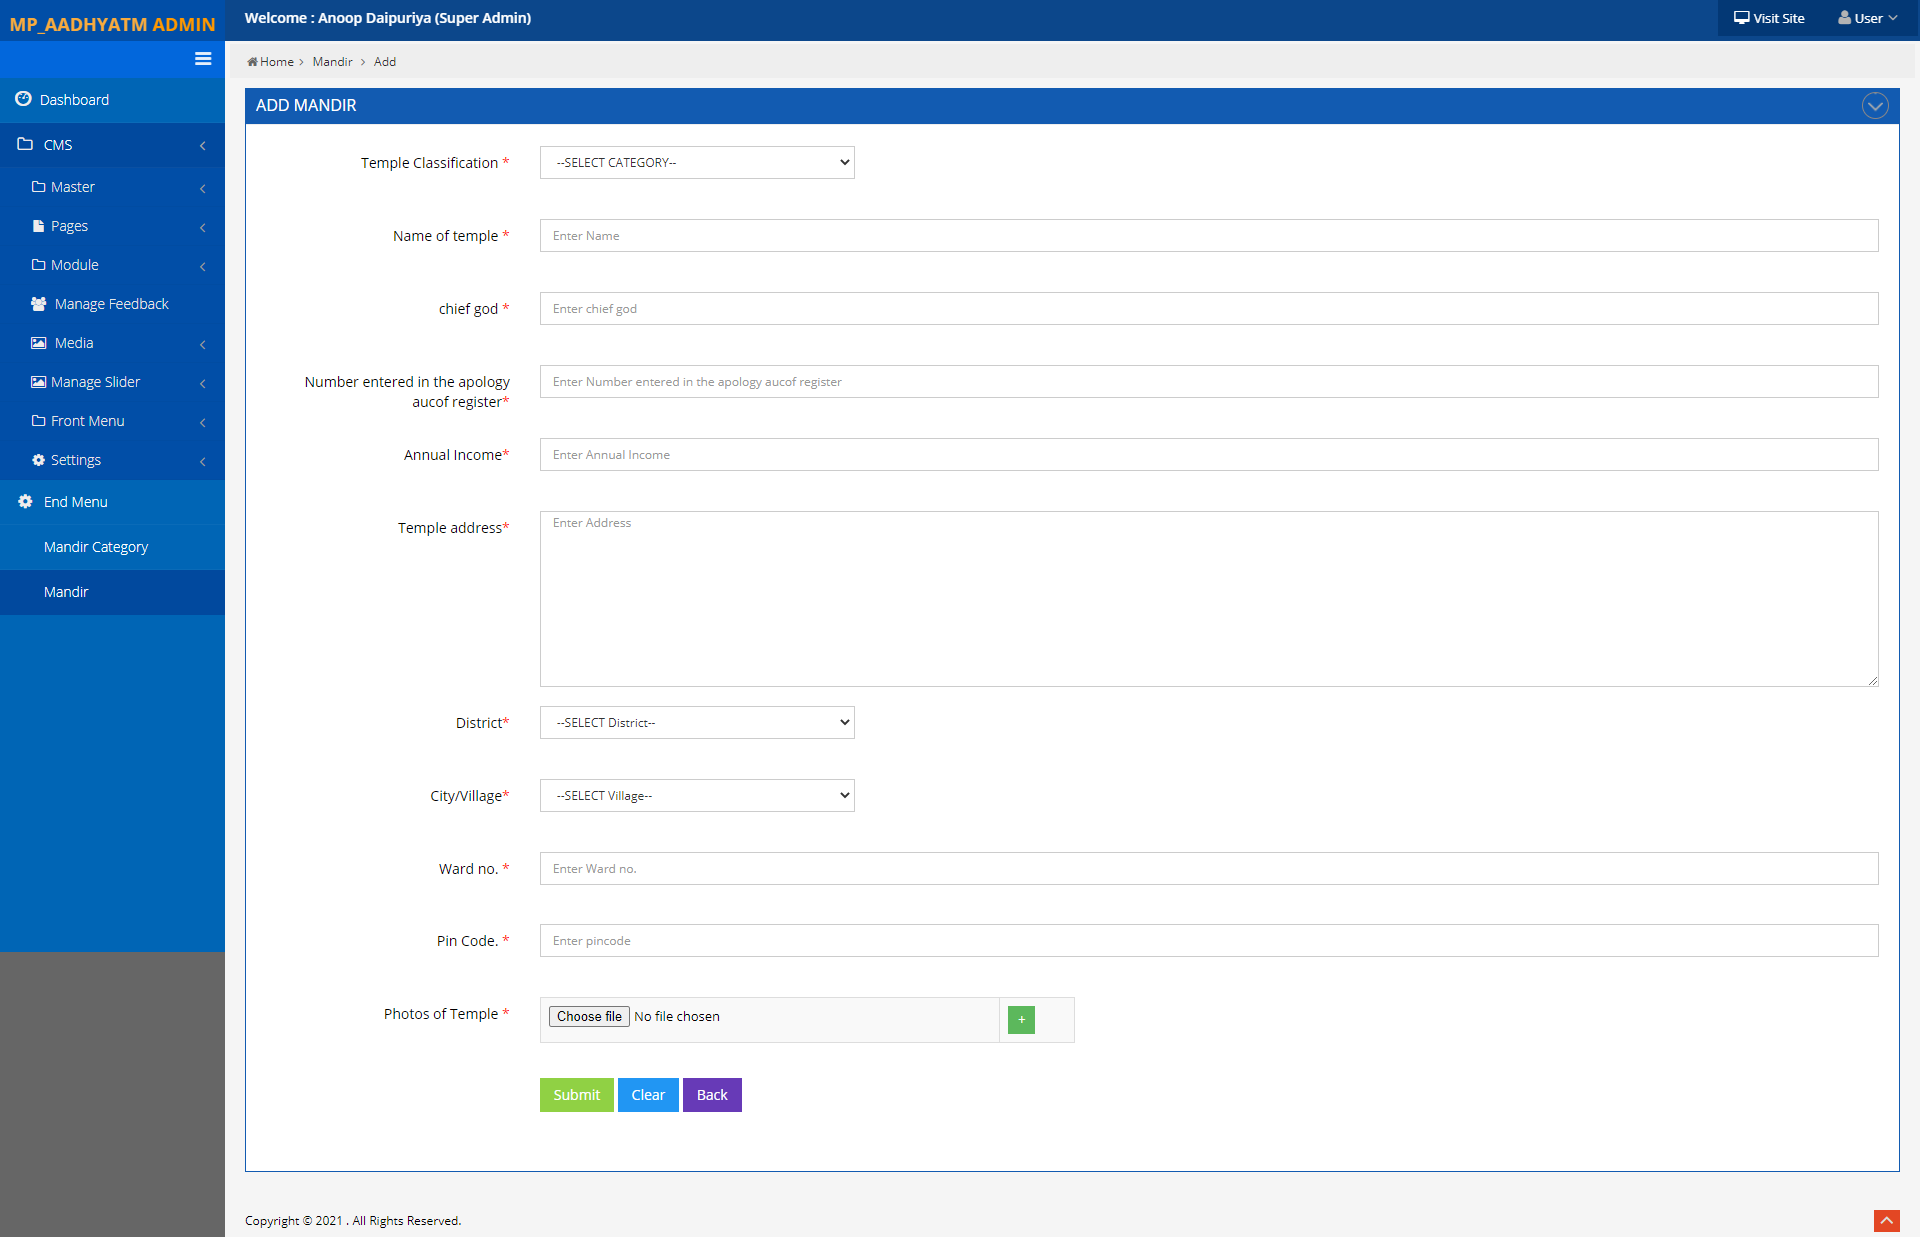 MP_AADHYATM ADMIN
Welcome : Anoop Daipuriya (Super Admin)
Visit Site
User
Home > Mandir > Add
Dashboard
CMS
Master
Pages
Module
Manage Feedback
Media
Manage Slider
Front Menu
Settings
End Menu
Mandir Category
Mandir
ADD MANDIR
Temple Classification *
--SELECT CATEGORY--
Name of temple *
Enter Name
chief god *
Enter chief god
Number entered in the apology
aucof register*
Enter Number entered in the apology aucof register
Annual Income*
Enter Annual Income
Temple address*
Enter Address
District*
--SELECT District--
City/Village*
--SELECT Village--
Ward no. *
Enter Ward no.
Pin Code. *
Enter pincode
Photos of Temple *
Choose file No file chosen
+
Submit
Clear
Back
Copyright © 2021 . All Rights Reserved.